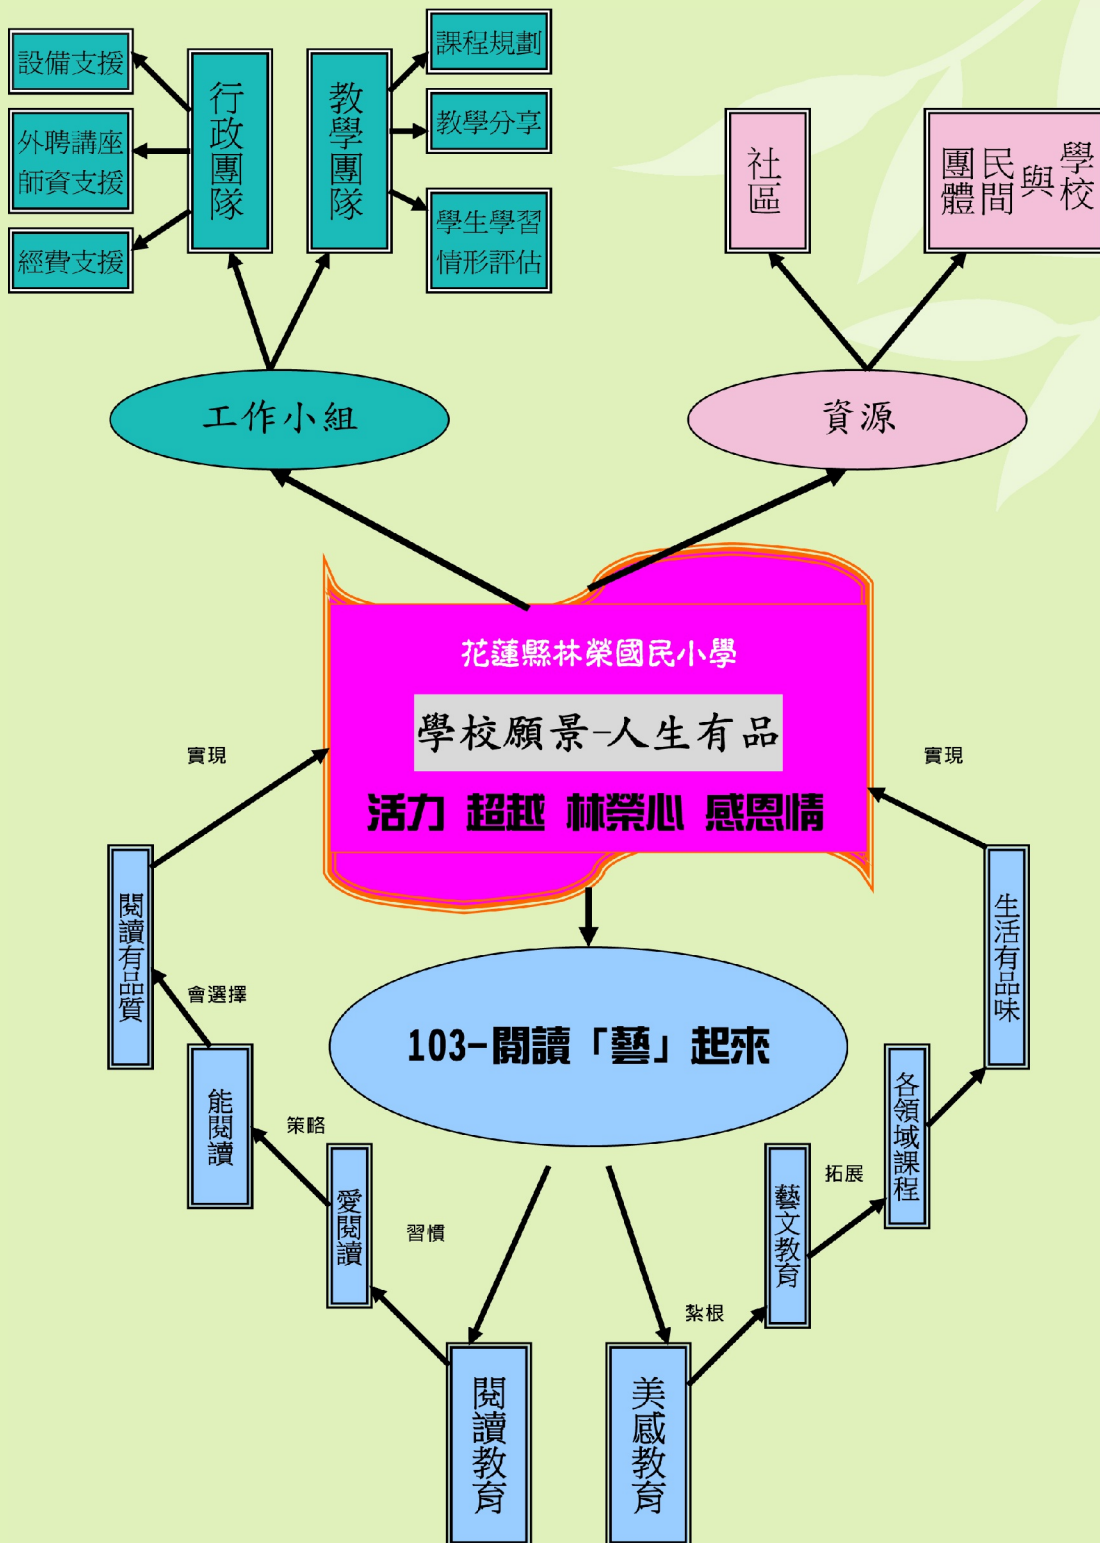 設備支援
外聘講座
師資支援
經費支援
行政團隊
教學團隊
課程規劃
教學分享
學生學習
情形評估
社區
學校
與
民間
團體
工作小組
資源
花蓮縣林榮國民小學
學校願景-人生有品
活力 超越 林榮心 感恩情
實現
實現
閱讀有品質
會選擇
能閱讀
策略
愛閱讀
習慣
閱讀教育
103-閱讀「藝」起來
生活有品味
各領域課程
拓展
藝文教育
紮根
美感教育